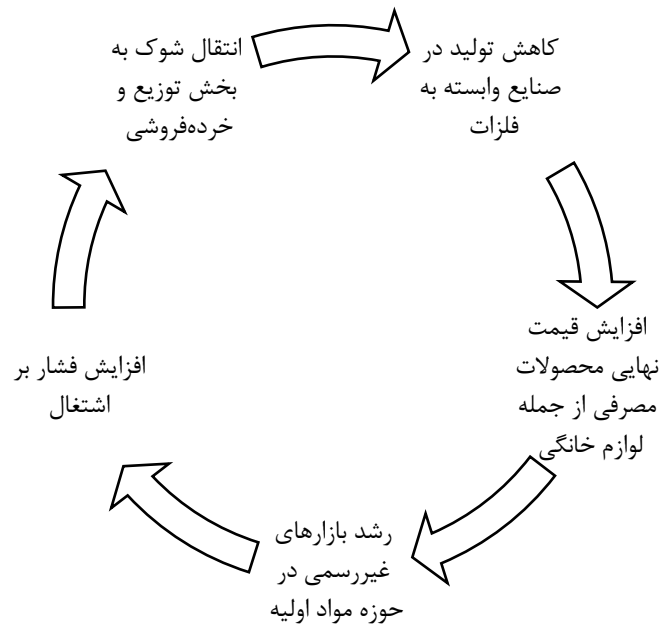 کاهش تولید در
صنایع وابسته به
فلزات
افزایش قیمت
نهایی محصولات
مصرفی از جمله
لوازم خانگی
رشد بازارهای
غیررسمی در
حوزه مواد اولیه
افزایش فشار بر
اشتغال
انتقال شوک به
بخش توزیع و
خرده‌فروشی